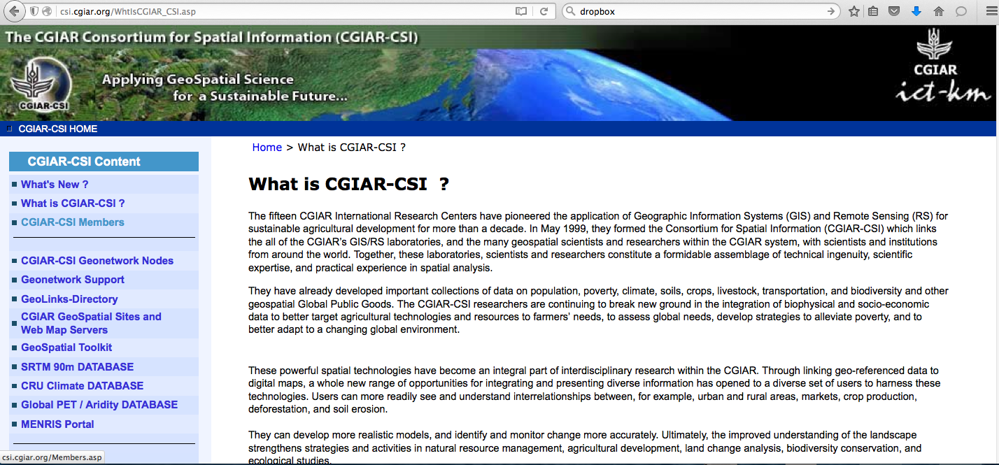 csi.cgiar.org/WhtIsCGIAR_CSI.asp
dropbox
The CGIAR Consortium for Spatial Information (CGIAR-CSI)
CGIAR-CSI
Applying GeoSpatial Science
for a Sustainable Future...
CGIAR
ict-km
CGIAR-CSI HOME
CGIAR-CSI Content
What's New ?
What is CGIAR-CSI ?
CGIAR-CSI Members
CGIAR-CSI Geonetwork Nodes
Geonetwork Support
GeoLinks-Directory
CGIAR GeoSpatial Sites and
Web Map Servers
GeoSpatial Toolkit
SRTM 90m DATABASE
CRU Climate DATABASE
Global PET / Aridity DATABASE
MENRIS Portal
Home > What is CGIAR-CSI ?
What is CGIAR-CSI ?
The fifteen CGIAR International Research Centers have pioneered the application of Geographic Information Systems (GIS) and Remote Sensing (RS) for
sustainable agricultural development for more than a decade. In May 1999, they formed the Consortium for Spatial Information (CGIAR-CSI) which links
the all of the CGIAR's GIS/RS laboratories, and the many geospatial scientists and researchers within the CGIAR system, with scientists and institutions
from around the world. Together, these laboratories, scientists and researchers constitute a formidable assemblage of technical ingenuity, scientific
expertise, and practical experience in spatial analysis.
They have already developed important collections of data on population, poverty, climate, soils, crops, livestock, transportation, and biodiversity and other
geospatial Global Public Goods. The CGIAR-CSI researchers are continuing to break new ground in the integration of biophysical and socio-economic
data to better target agricultural technologies and resources to farmers' needs, to assess global needs, develop strategies to alleviate poverty, and to
better adapt to a changing global environment.
These powerful spatial technologies have become an integral part of interdisciplinary research within the CGIAR. Through linking geo-referenced data to
digital maps, a whole new range of opportunities for integrating and presenting diverse information has opened to a diverse set of users to harness these
technologies. Users can more readily see and understand interrelationships between, for example, urban and rural areas, markets, crop production,
deforestation, and soil erosion.
They can develop more realistic models, and identify and monitor change more accurately. Ultimately, the improved understanding of the landscape
strengthens strategies and activities in natural resource management, agricultural development, land change analysis, biodiversity conservation, and
ecological studies.
csi.cgiar.org/Members.asp